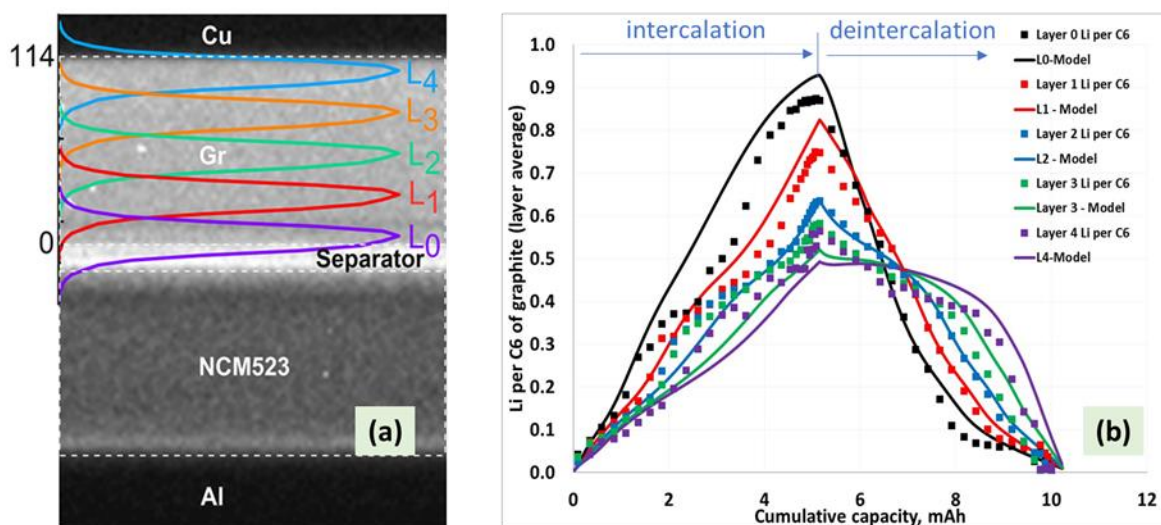 Cu
114
L4
L3
L2
Gr
L1
L0
0
Separator
NCM523
(a)
Al
(b)
intercalation
deintercalation
1.0
0.9
0.8
0.7
0.6
0.5
0.4
0.3
0.2
0.1
0.0
Li per C6 of graphite (layer average)
0
2
4
6
8
10
12
Cumulative capacity, mAh
Layer 0 Li per C6
L0-Model
Layer 1 Li per C6
L1 - Model
Layer 2 Li per C6
L2 - Model
Layer 3 Li per C6
Layer 3 - Model
Layer 4 Li per C6
L4-Model
(b)